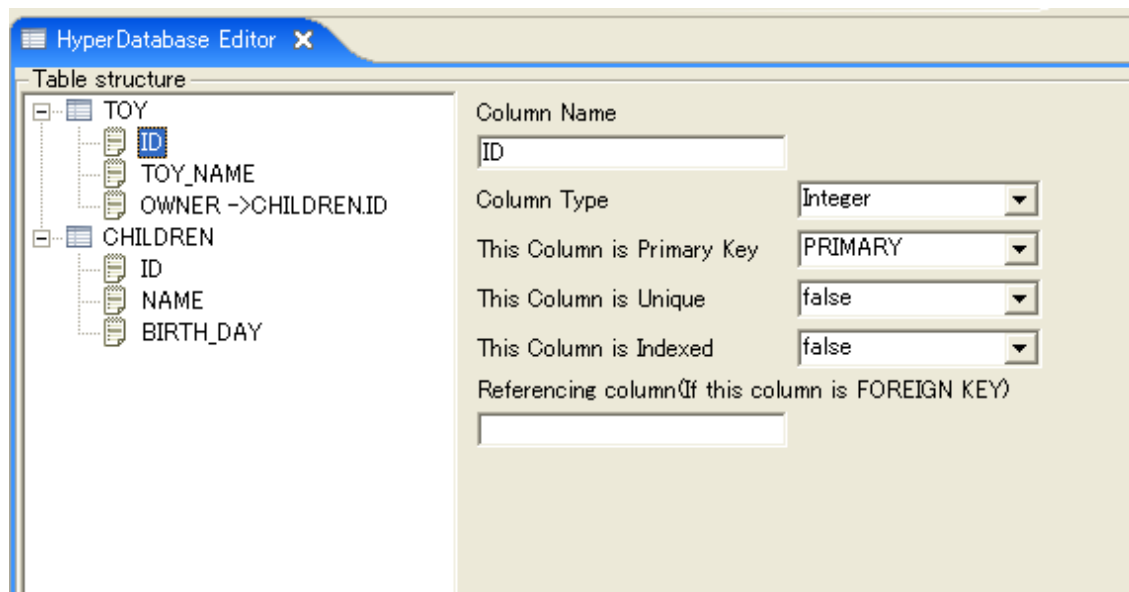 HyperDatabase Editor
Table structure
TOY
ID
TOY_NAME
OWNER ->CHILDREN.ID
CHILDREN
ID
NAME
BIRTH_DAY
Column Name
ID
Column Type Integer
This Column is Primary Key PRIMARY
This Column is Unique false
This Column is Indexed false
Referencing column(If this column is FOREIGN KEY)